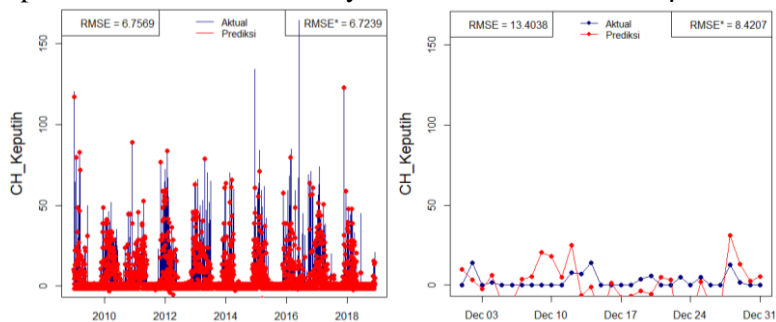 RMSE = 6.7569
Aktual
Prediksi
RMSE* = 6.7239
CH_Keputih
0
50
100
150
2010
2012
2014
2016
2018
RMSE = 13.4038
Aktual
Prediksi
RMSE* = 8.4207
CH_Keputih
0
50
100
150
Dec 03
Dec 10
Dec 17
Dec 24
Dec 31